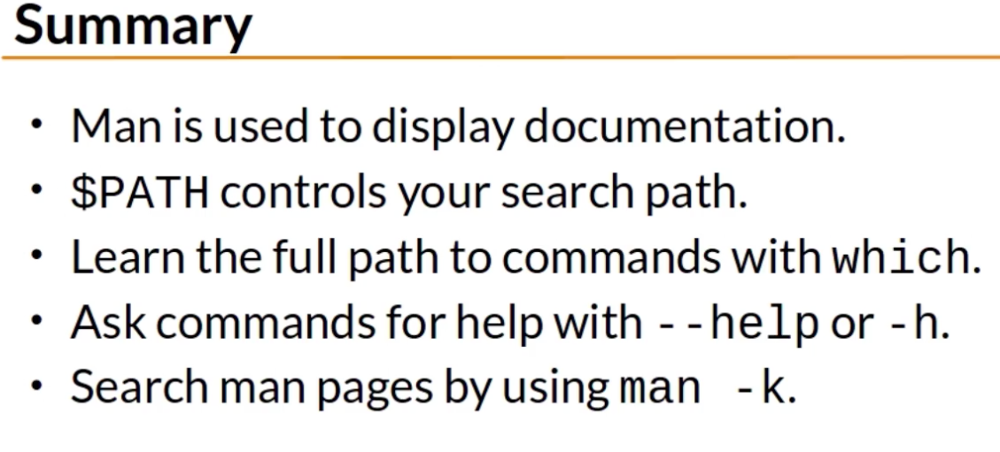 Summary
• Man is used to display documentation.
• $PATH controls your search path.
• Learn the full path to commands with which.
• Ask commands for help with --help or -h.
• Search man pages by using man -k.